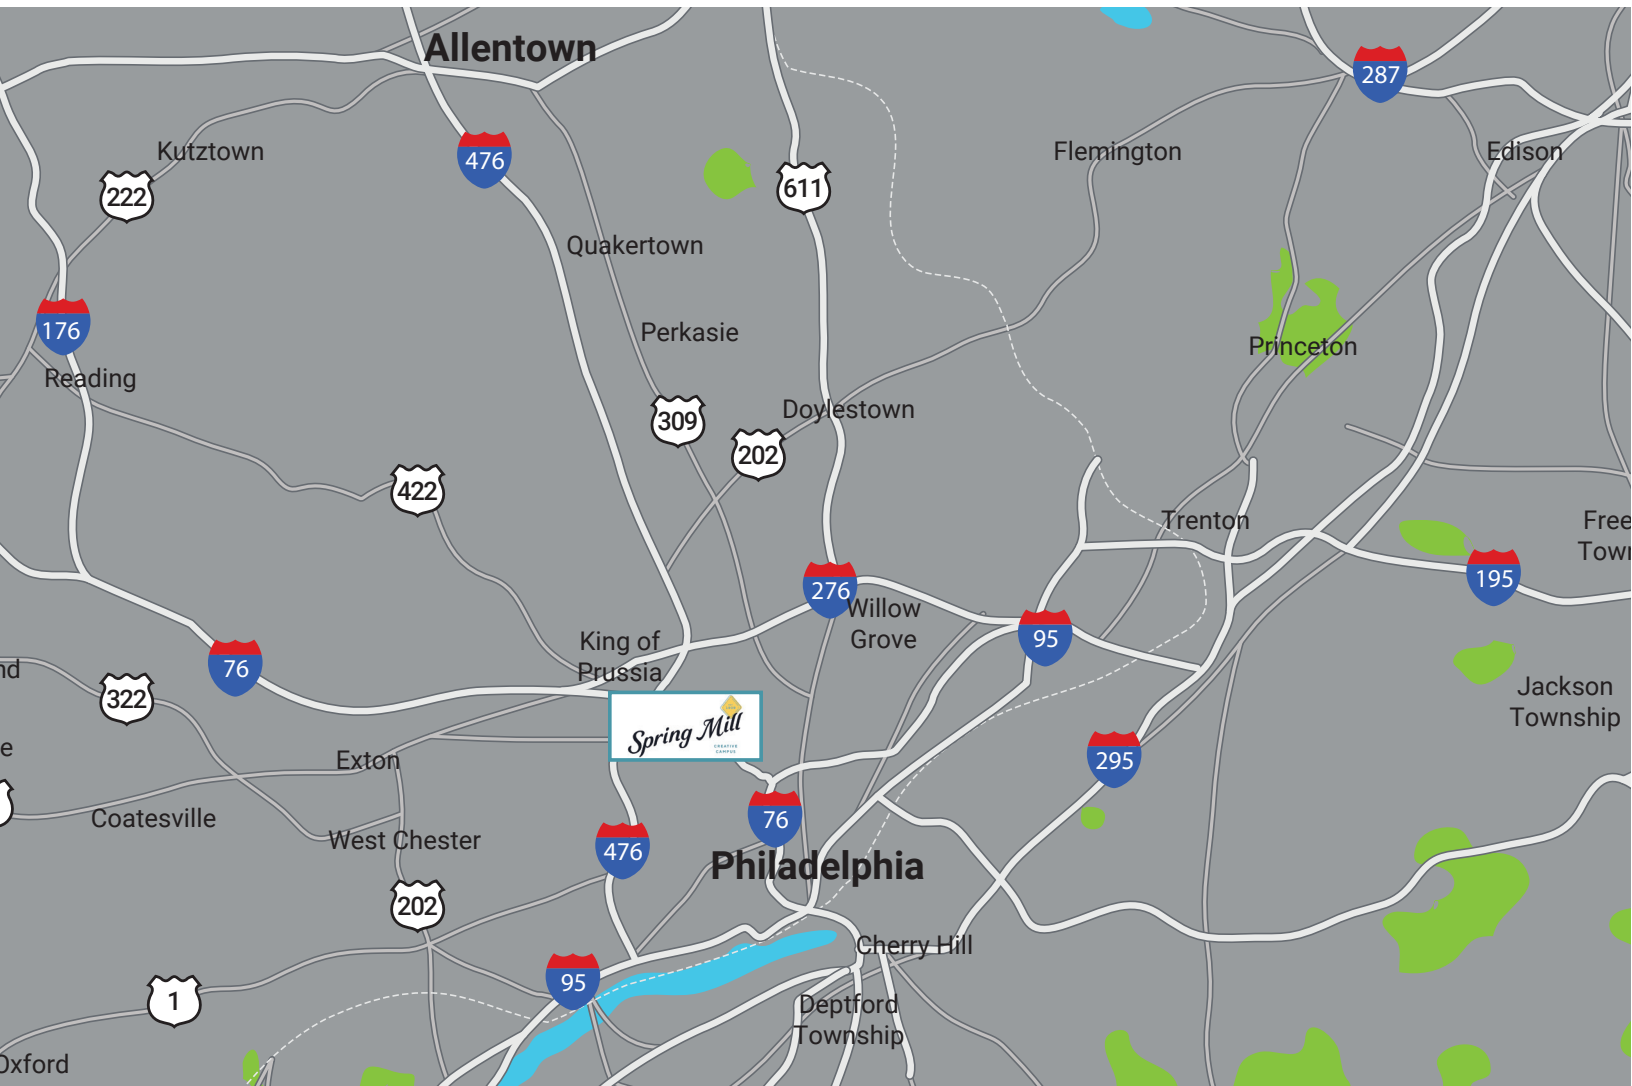 Allentown
287
Kutztown
476
Flemington
Edison
222
611
Quakertown
176
Perkasie
Princeton
Reading
309
Doylestown
202
422
Trenton
Free
Town
276
195
Willow
Grove
King of
Prussia
95
76
nd
322
Jackson
Township
Spring Mill
CREATIVE
CAMPUS
e
Exton
295
Coatesville
76
West Chester
476
Philadelphia
202
Cherry Hill
95
1
Deptford
Township
Oxford